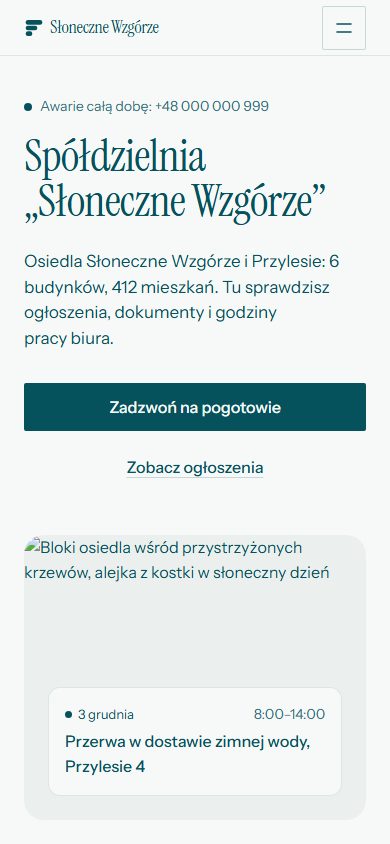 Słoneczne Wzgórze
Awarie całą dobę: +48 000 000 999
Spółdzielnia
„Słoneczne Wzgórze”
Osiedla Słoneczne Wzgórze i Przylesie: 6
budynków, 412 mieszkań. Tu sprawdzisz
ogłoszenia, dokumenty i godziny
pracy biura.
Zadzwoń na pogotowie
Zobacz ogłoszenia
Bloki osiedla wśród przystrzyżonych
krzewów, alejka z kostki w słoneczny dzień
3 grudnia 8:00–14:00
Przerwa w dostawie zimnej wody,
Przylesie 4